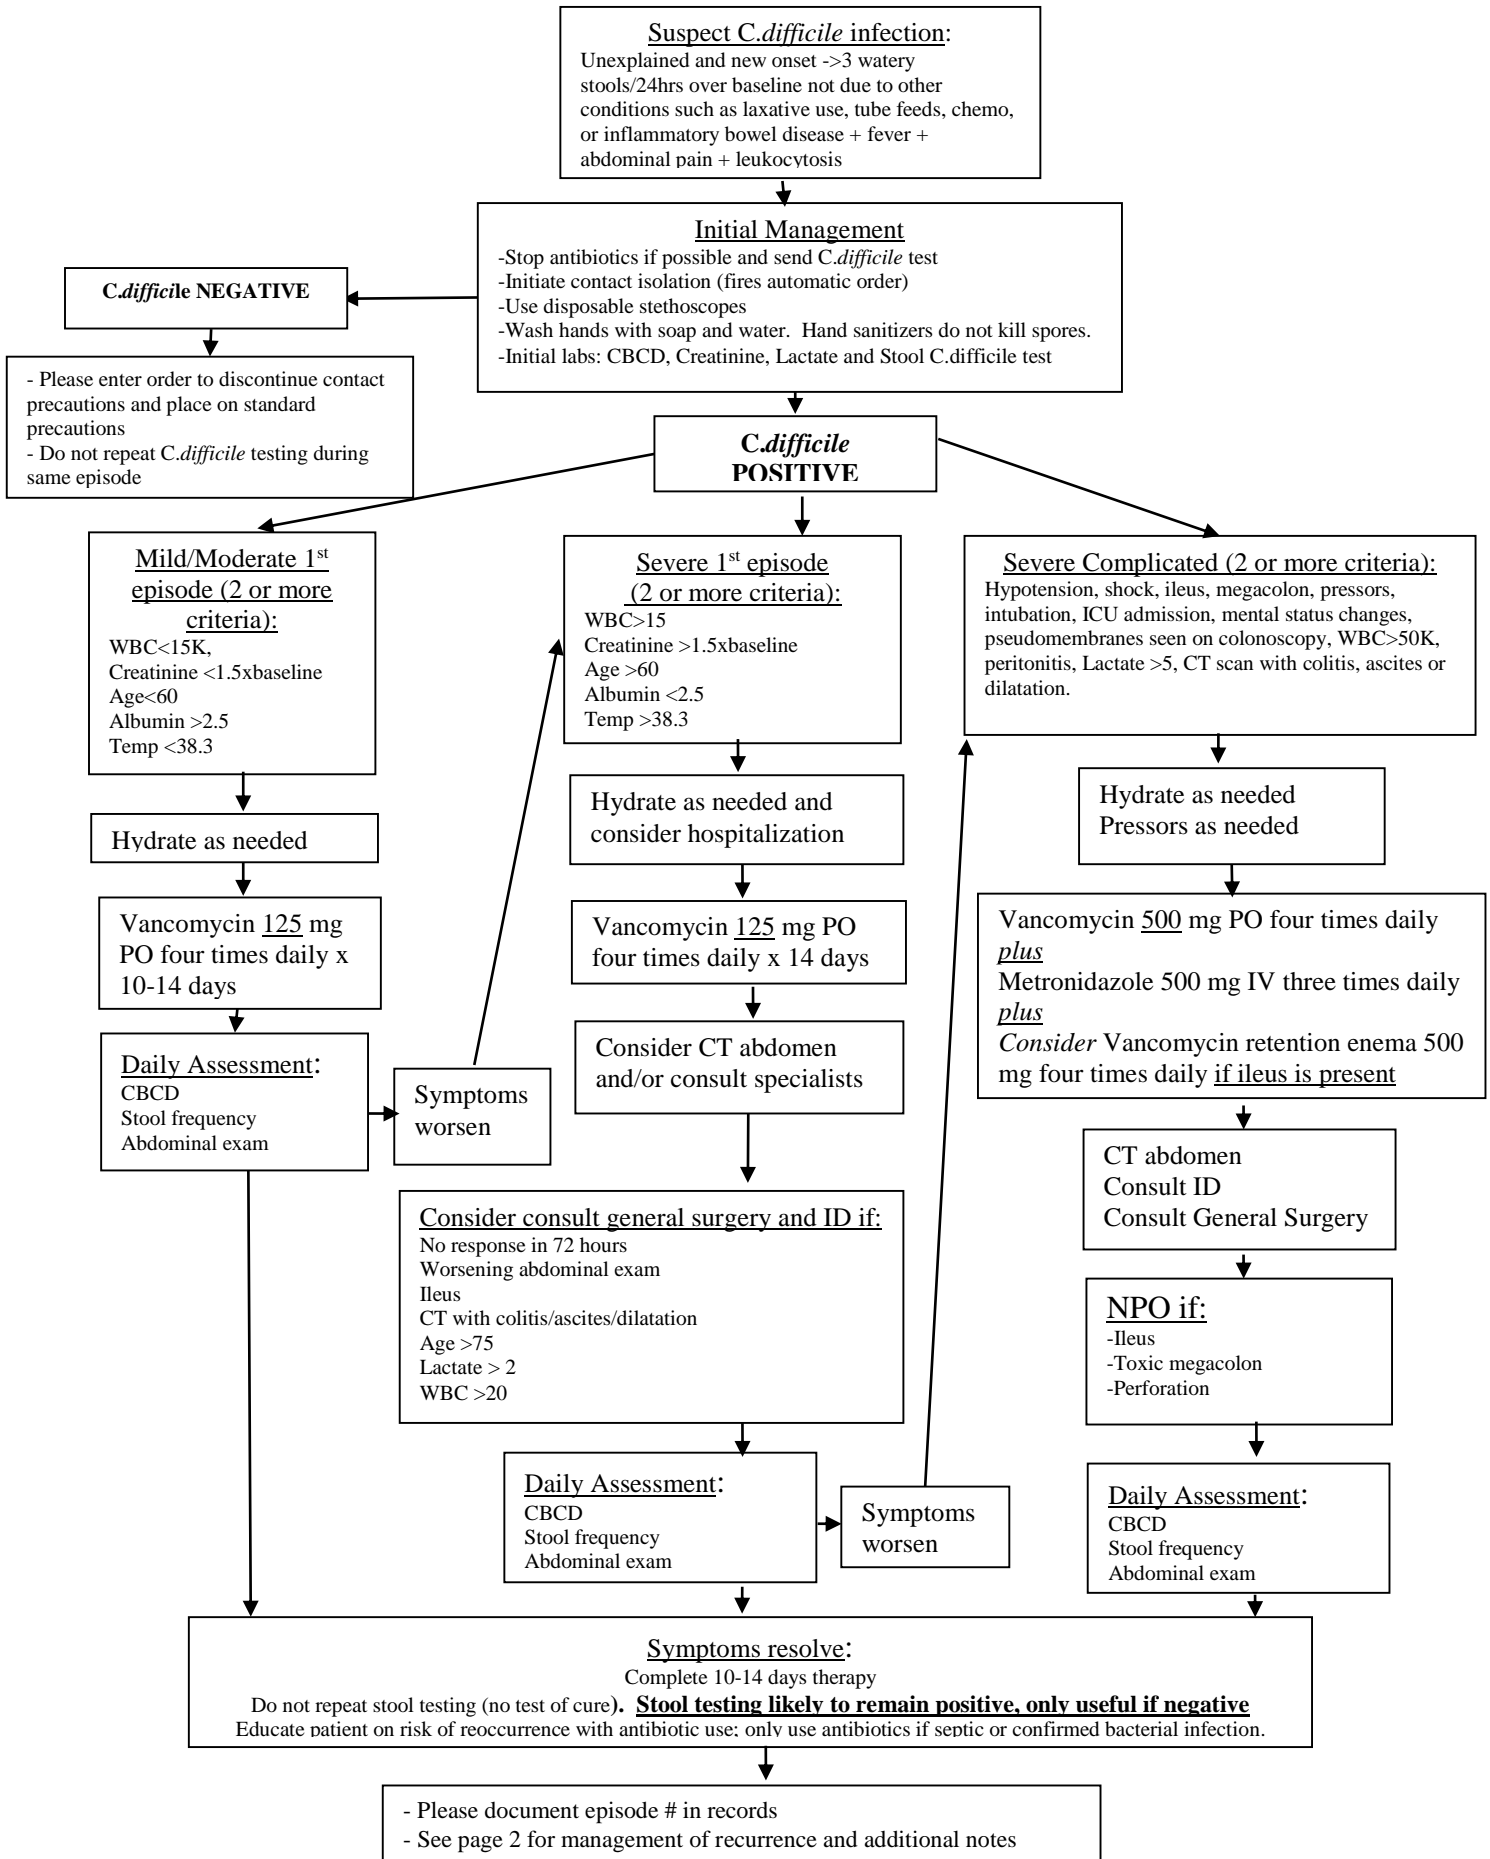 Suspect C.difficile infection:
Unexplained and new onset ->3 watery
stools/24hrs over baseline not due to other
conditions such as laxative use, tube feeds, chemo,
or inflammatory bowel disease + fever +
abdominal pain + leukocytosis
Initial Management
-Stop antibiotics if possible and send C.difficile test
-Initiate contact isolation (fires automatic order)
-Use disposable stethoscopes
-Wash hands with soap and water.  Hand sanitizers do not kill spores.
-Initial labs: CBCD, Creatinine, Lactate and Stool C.difficile test
C.difficile NEGATIVE
- Please enter order to discontinue contact
precautions and place on standard
precautions
- Do not repeat C.difficile testing during
same episode
C.difficile
POSITIVE
Mild/Moderate 1st
episode (2 or more
criteria):
WBC<15K,
Creatinine <1.5xbaseline
Age<60
Albumin >2.5
Temp <38.3
Hydrate as needed
Vancomycin 125 mg
PO four times daily x
10-14 days
Daily Assessment:
CBCD
Stool frequency
Abdominal exam
Symptoms
worsen
Severe 1st episode
(2 or more criteria):
WBC>15
Creatinine >1.5xbaseline
Age >60
Albumin <2.5
Temp >38.3
Hydrate as needed and
consider hospitalization
Vancomycin 125 mg PO
four times daily x 14 days
Consider CT abdomen
and/or consult specialists
Consider consult general surgery and ID if:
No response in 72 hours
Worsening abdominal exam
Ileus
CT with colitis/ascites/dilatation
Age >75
Lactate > 2
WBC >20
Daily Assessment:
CBCD
Stool frequency
Abdominal exam
Symptoms
worsen
Severe Complicated (2 or more criteria):
Hypotension, shock, ileus, megacolon, pressors,
intubation, ICU admission, mental status changes,
pseudomembranes seen on colonoscopy, WBC>50K,
peritonitis, Lactate >5, CT scan with colitis, ascites or
dilatation.
Hydrate as needed
Pressors as needed
Vancomycin 500 mg PO four times daily
plus
Metronidazole 500 mg IV three times daily
plus
Consider Vancomycin retention enema 500
mg four times daily if ileus is present
CT abdomen
Consult ID
Consult General Surgery
NPO if:
-Ileus
-Toxic megacolon
-Perforation
Daily Assessment:
CBCD
Stool frequency
Abdominal exam
Symptoms resolve:
Complete 10-14 days therapy
Do not repeat stool testing (no test of cure).  Stool testing likely to remain positive, only useful if negative
Educate patient on risk of reoccurrence with antibiotic use; only use antibiotics if septic or confirmed bacterial infection.
- Please document episode # in records
- See page 2 for management of recurrence and additional notes